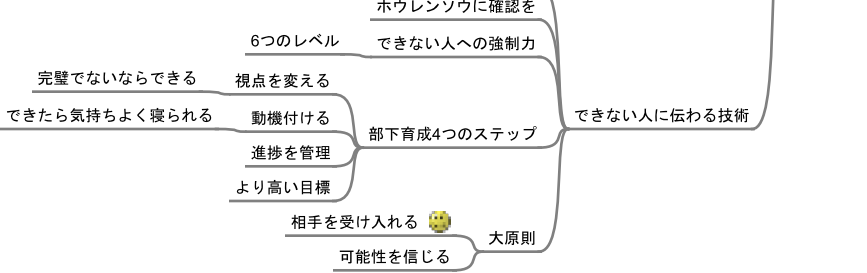 ホウレンソウに確認を
6つのレベル
できない人への強制力
完璧でないならできる
視点を変える
できたら気持ちよく寝られる
動機付ける
部下育成4つのステップ
できない人に伝わる技術
進捗を管理
より高い目標
相手を受け入れる
大原則
可能性を信じる